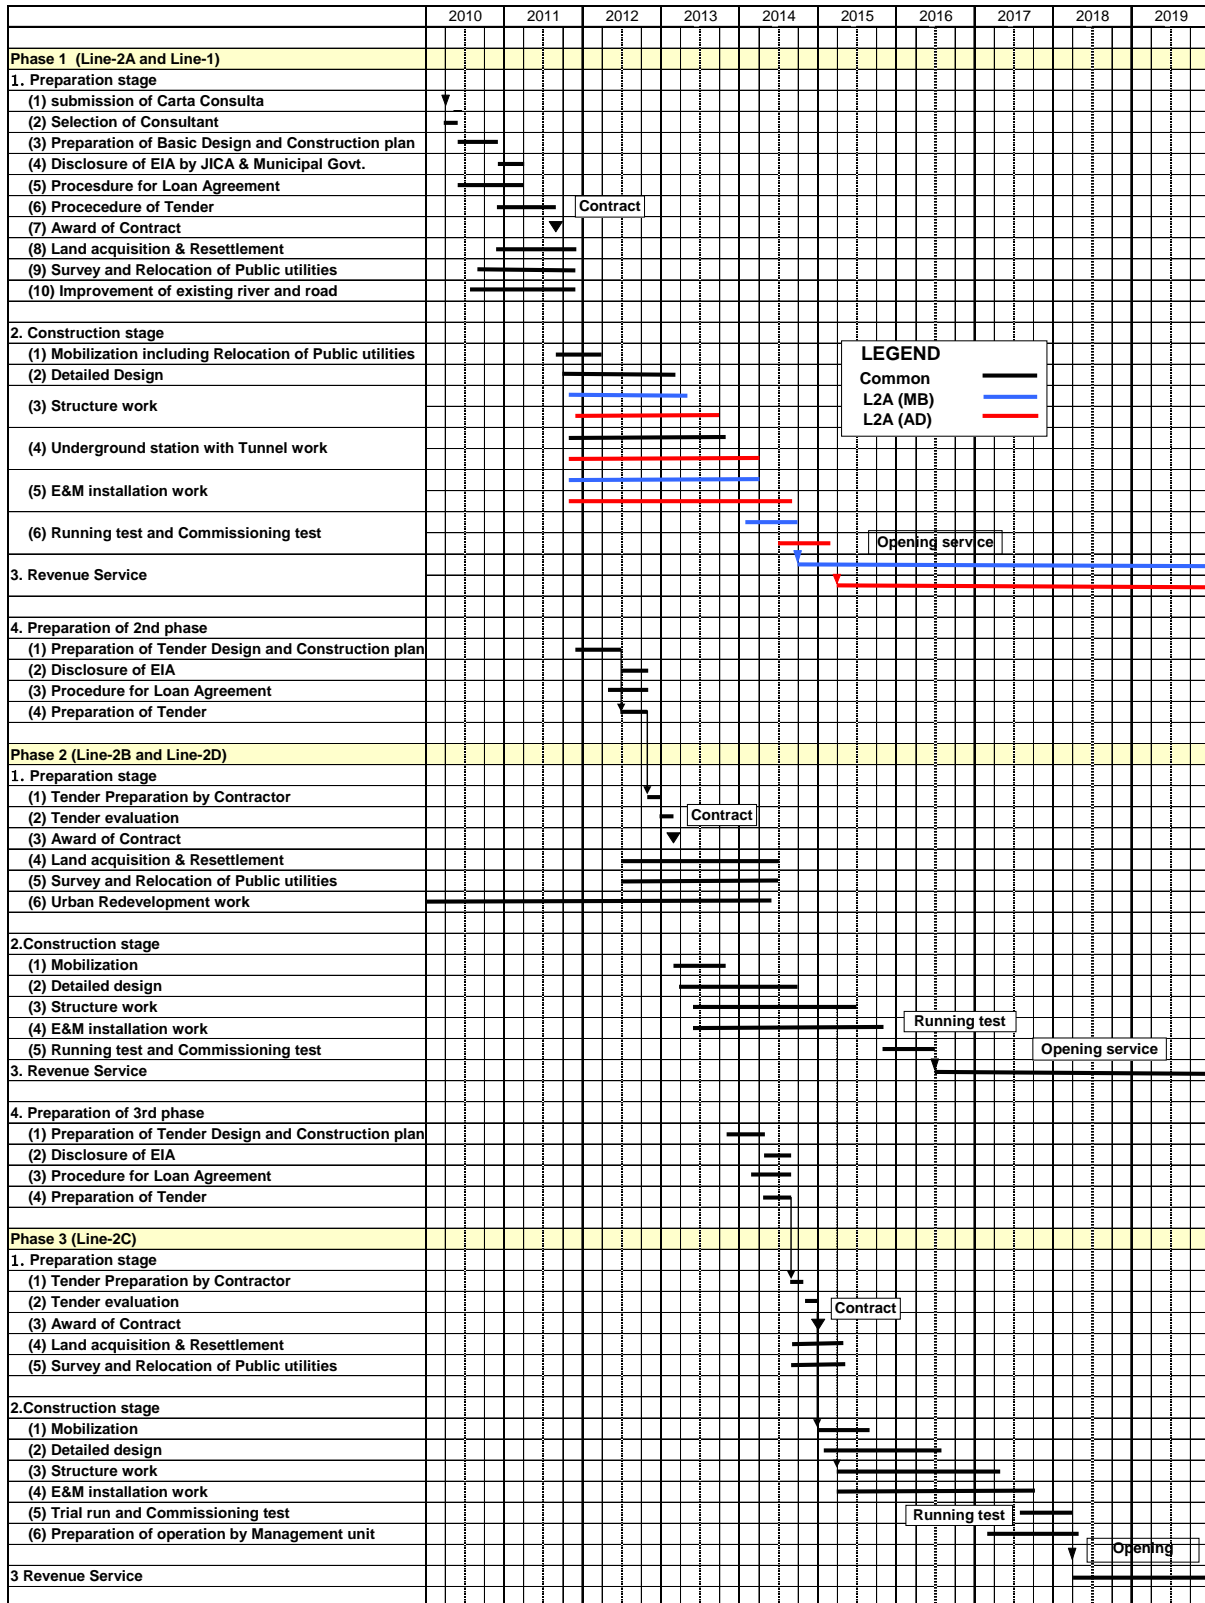 2010 2011 2012 2013 2014 2015 2016 2017 2018 2019
Phase 1 (Line-2A and Line-1)
1. Preparation stage
(1) submission of Carta Consulta
(2) Selection of Consultant
(3) Preparation of Basic Design and Construction plan
(4) Disclosure of EIA by JICA & Municipal Govt.
(5) Procesdure for Loan Agreement
(6) Procecedure of Tender
Contract
(7) Award of Contract
(8) Land acquisition & Resettlement
(9) Survey and Relocation of Public utilities
(10) Improvement of existing river and road
2. Construction stage
(1) Mobilization including Relocation of Public utilities
LEGEND
(2) Detailed Design
Common
L2A (MB)
(3) Structure work
L2A (AD)
(4) Underground station with Tunnel work
(5) E&M installation work
(6) Running test and Commissioning test
Opening service
3. Revenue Service
4. Preparation of 2nd phase
(1) Preparation of Tender Design and Construction plan
(2) Disclosure of EIA
(3) Procedure for Loan Agreement
(4) Preparation of Tender
Phase 2 (Line-2B and Line-2D)
1. Preparation stage
(1) Tender Preparation by Contractor
(2) Tender evaluation
Contract
(3) Award of Contract
(4) Land acquisition & Resettlement
(5) Survey and Relocation of Public utilities
(6) Urban Redevelopment work
2.Construction stage
(1) Mobilization
(2) Detailed design
(3) Structure work
(4) E&M installation work
Running test
(5) Running test and Commissioning test
Opening service
3. Revenue Service
4. Preparation of 3rd phase
(1) Preparation of Tender Design and Construction plan
(2) Disclosure of EIA
(3) Procedure for Loan Agreement
(4) Preparation of Tender
Phase 3 (Line-2C)
1. Preparation stage
(1) Tender Preparation by Contractor
(2) Tender evaluation
Contract
(3) Award of Contract
(4) Land acquisition & Resettlement
(5) Survey and Relocation of Public utilities
2.Construction stage
(1) Mobilization
(2) Detailed design
(3) Structure work
(4) E&M installation work
(5) Trial run and Commissioning test
Running test
(6) Preparation of operation by Management unit
Opening
3 Revenue Service